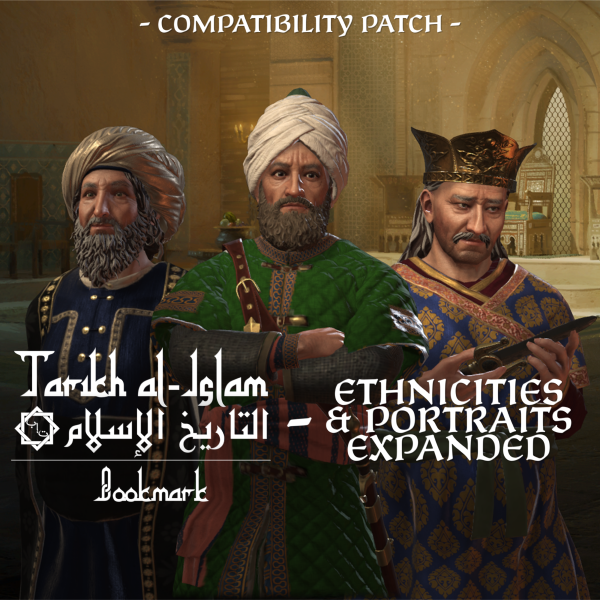 - COMPATIBILITY PATCH -
Tarikh al-Islam
التاريخ الإسلام
Bookmark
-
ETHNICITIES
& PORTRAITS
EXPANDED